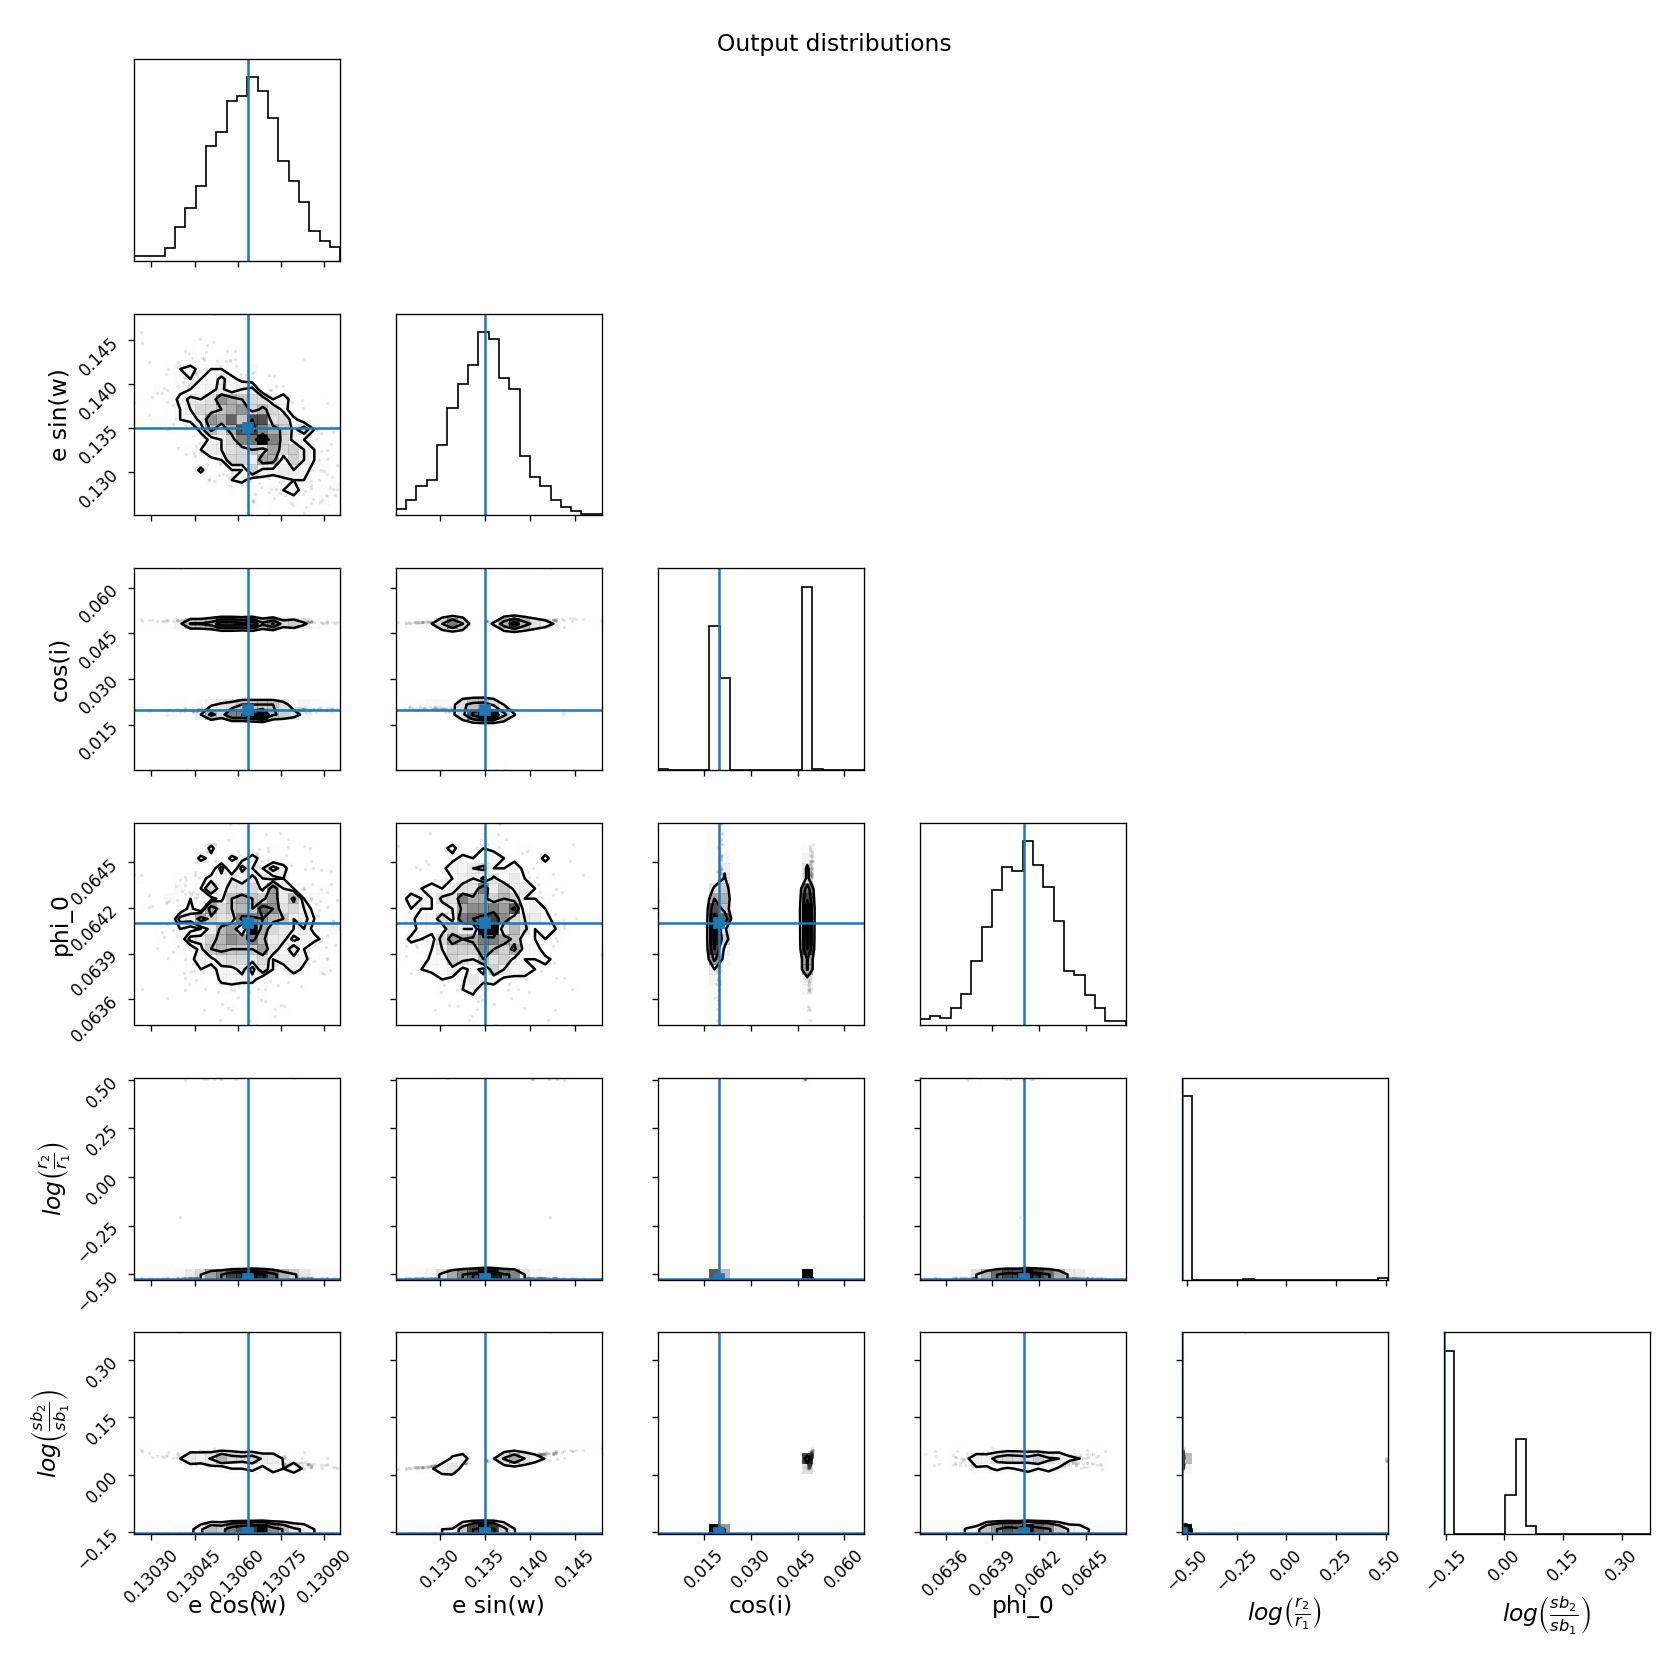 Output distributions
e sin(w)
0.145
0.140
0.135
0.130
cos(i)
0.060
0.045
0.030
0.015
phi_0
0.0645
0.0642
0.0639
0.0636
log(r₂/r₁)
0.50
0.25
0.00
−0.25
−0.50
log(sb₂/sb₁)
0.30
0.15
0.00
−0.15
0.13030 0.13045 0.13060 0.13075 0.13090
0.130 0.135 0.140 0.145
0.015 0.030 0.045 0.060
0.0636 0.0639 0.0642 0.0645
−0.50 −0.25 0.00 0.25 0.50
−0.15 0.00 0.15 0.30
e cos(w) e sin(w) cos(i) phi_0 log(r₂/r₁) log(sb₂/sb₁)